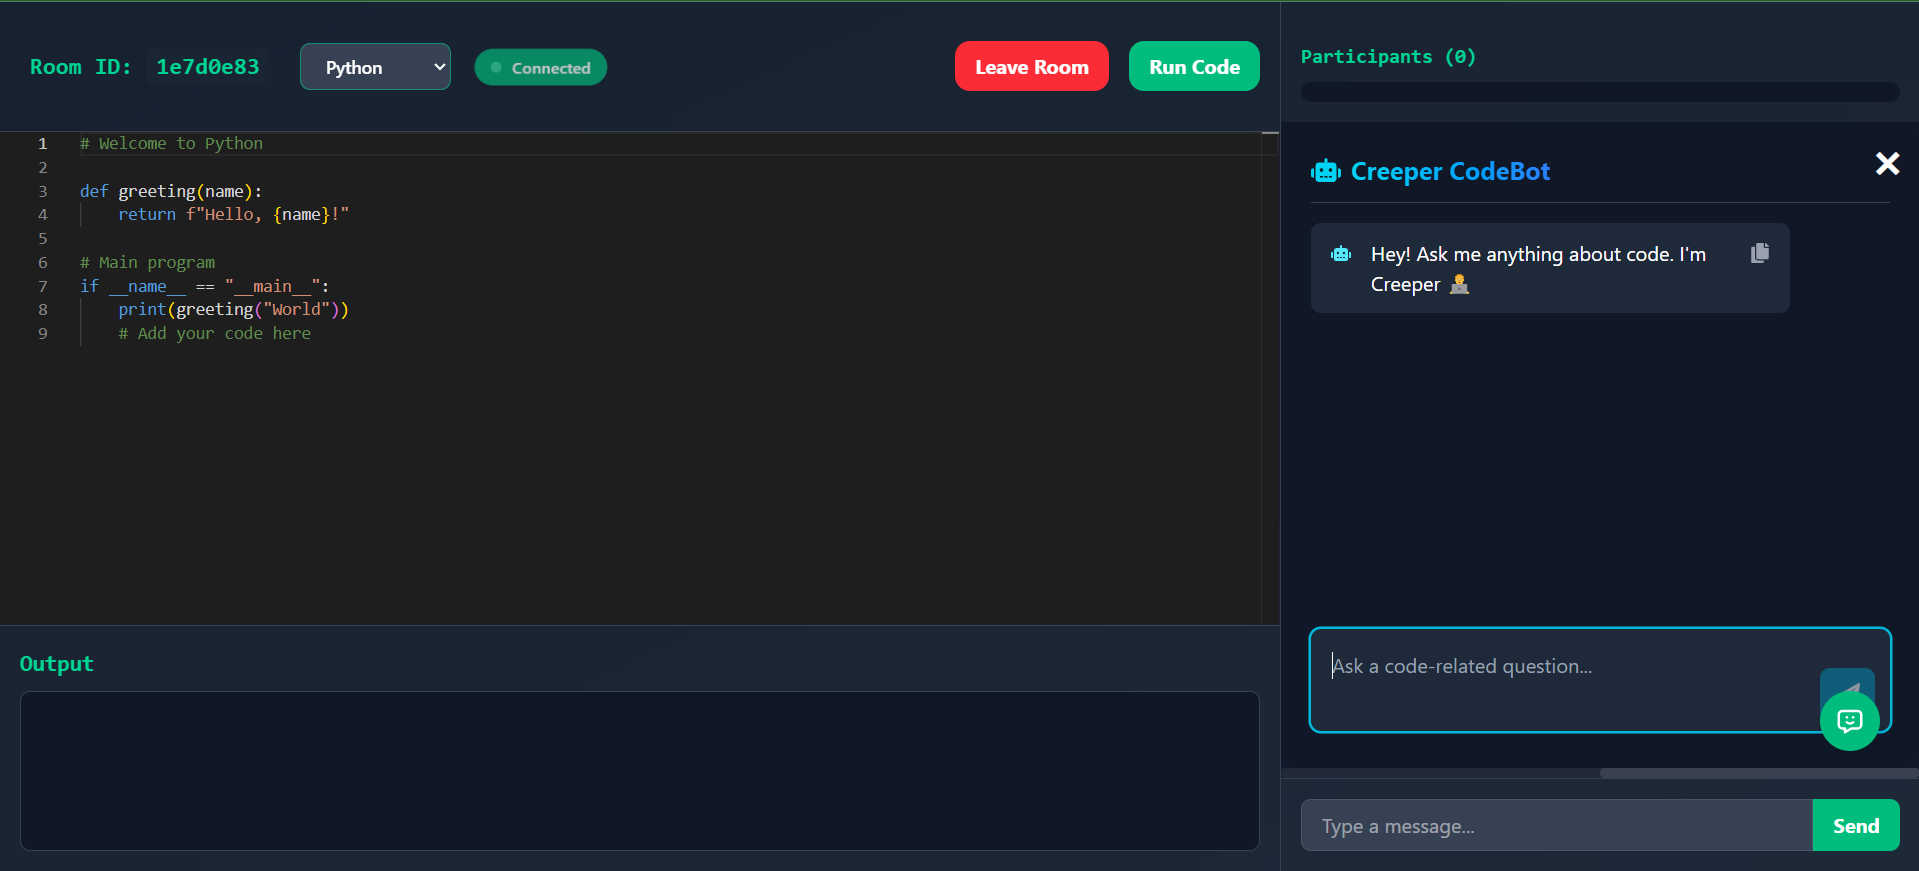 Room ID: 1e7d0e83
Python
Connected
Leave Room
Run Code
1 # Welcome to Python
2
3 def greeting(name):
4     return f"Hello, {name}!"
5
6 # Main program
7 if __name__ == "__main__":
8     print(greeting("World"))
9     # Add your code here
Output
Participants (0)
Creeper CodeBot
Hey! Ask me anything about code. I'm
Creeper 🧑‍💻
Ask a code-related question...
Type a message...
Send